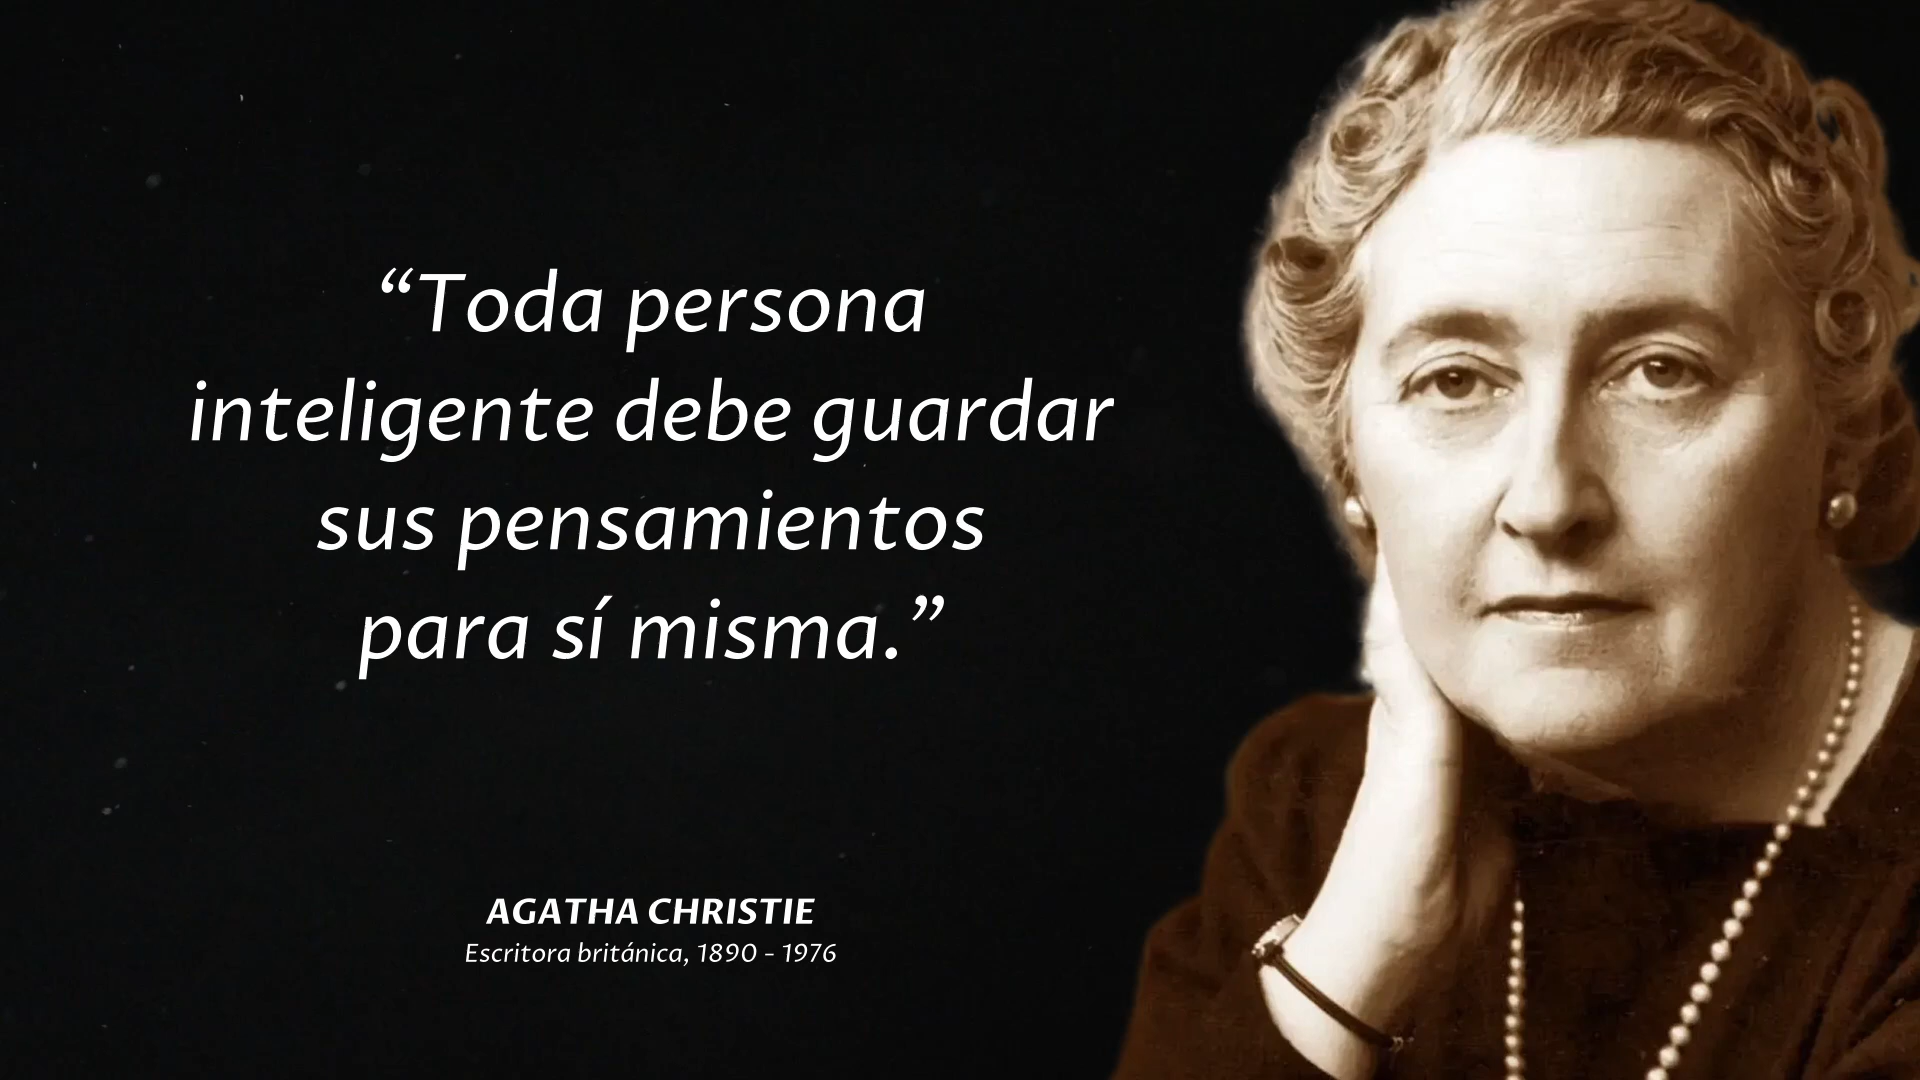 “Toda persona
inteligente debe guardar
sus pensamientos
para sí misma.”
AGATHA CHRISTIE
Escritora británica, 1890 - 1976